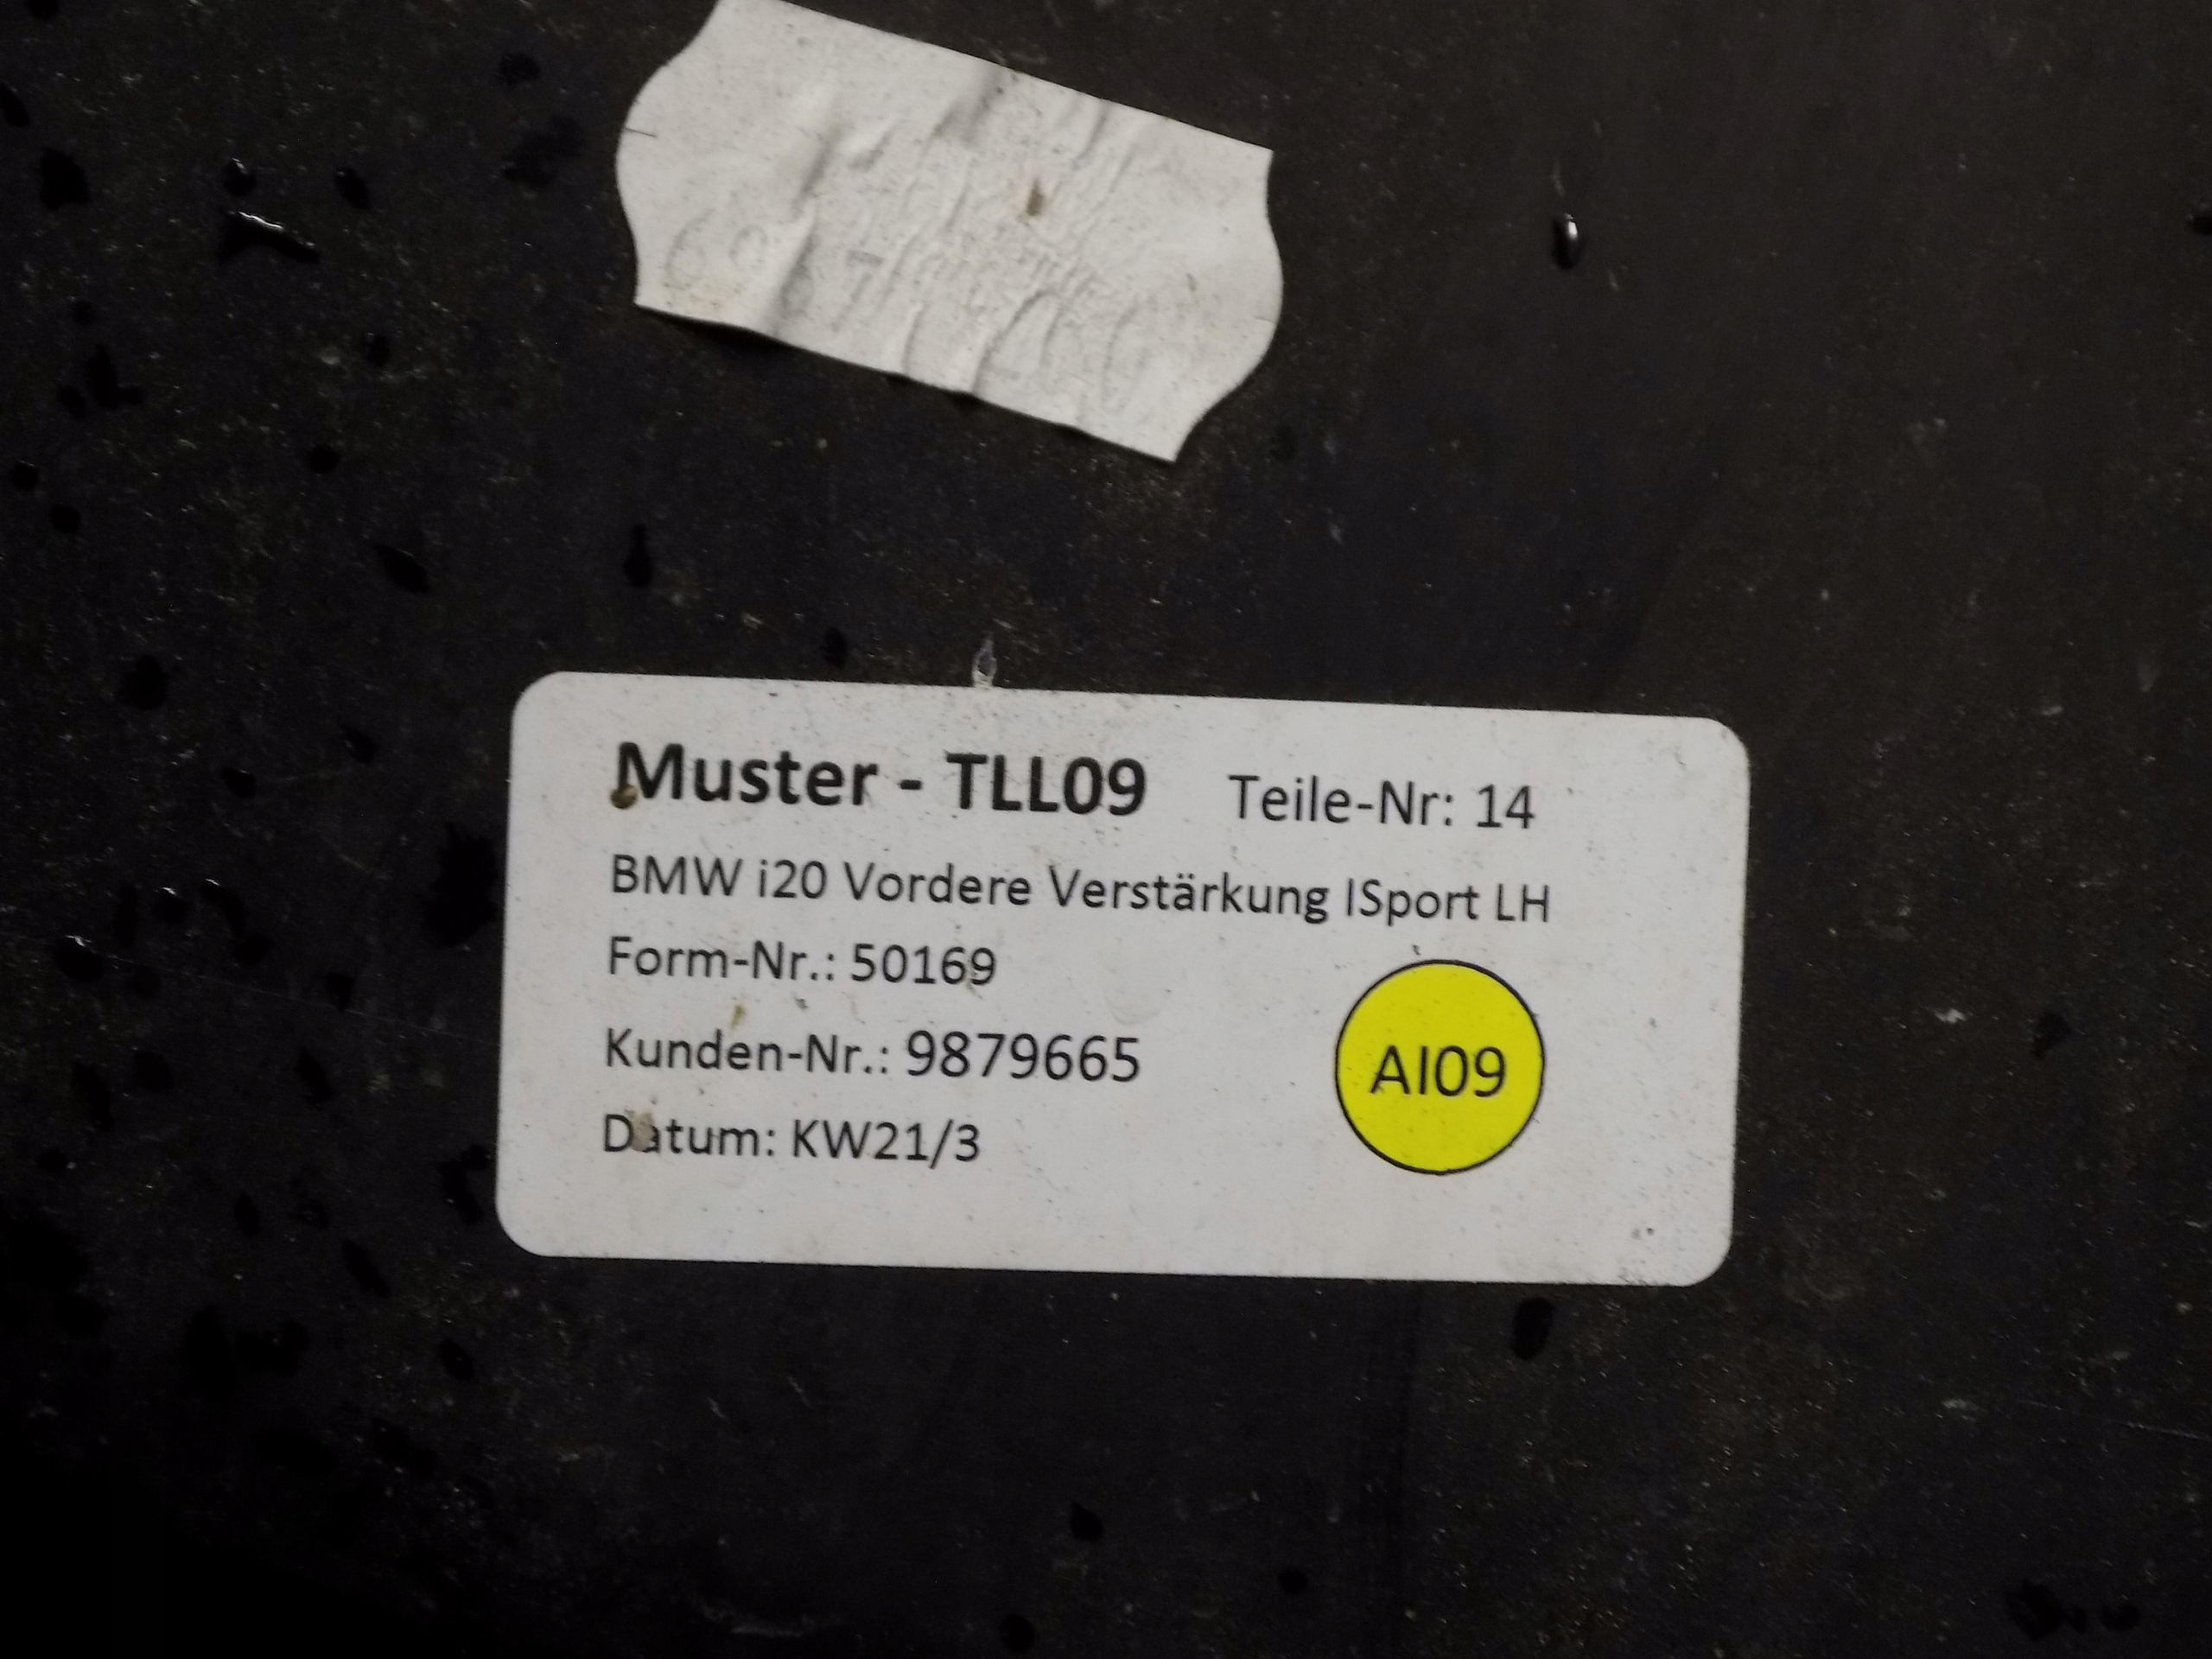 Muster - TLL09 Teile-Nr: 14
BMW i20 Vordere Verstärkung ISport LH
Form-Nr.: 50169
Kunden-Nr.: 9879665
AI09
Datum: KW21/3